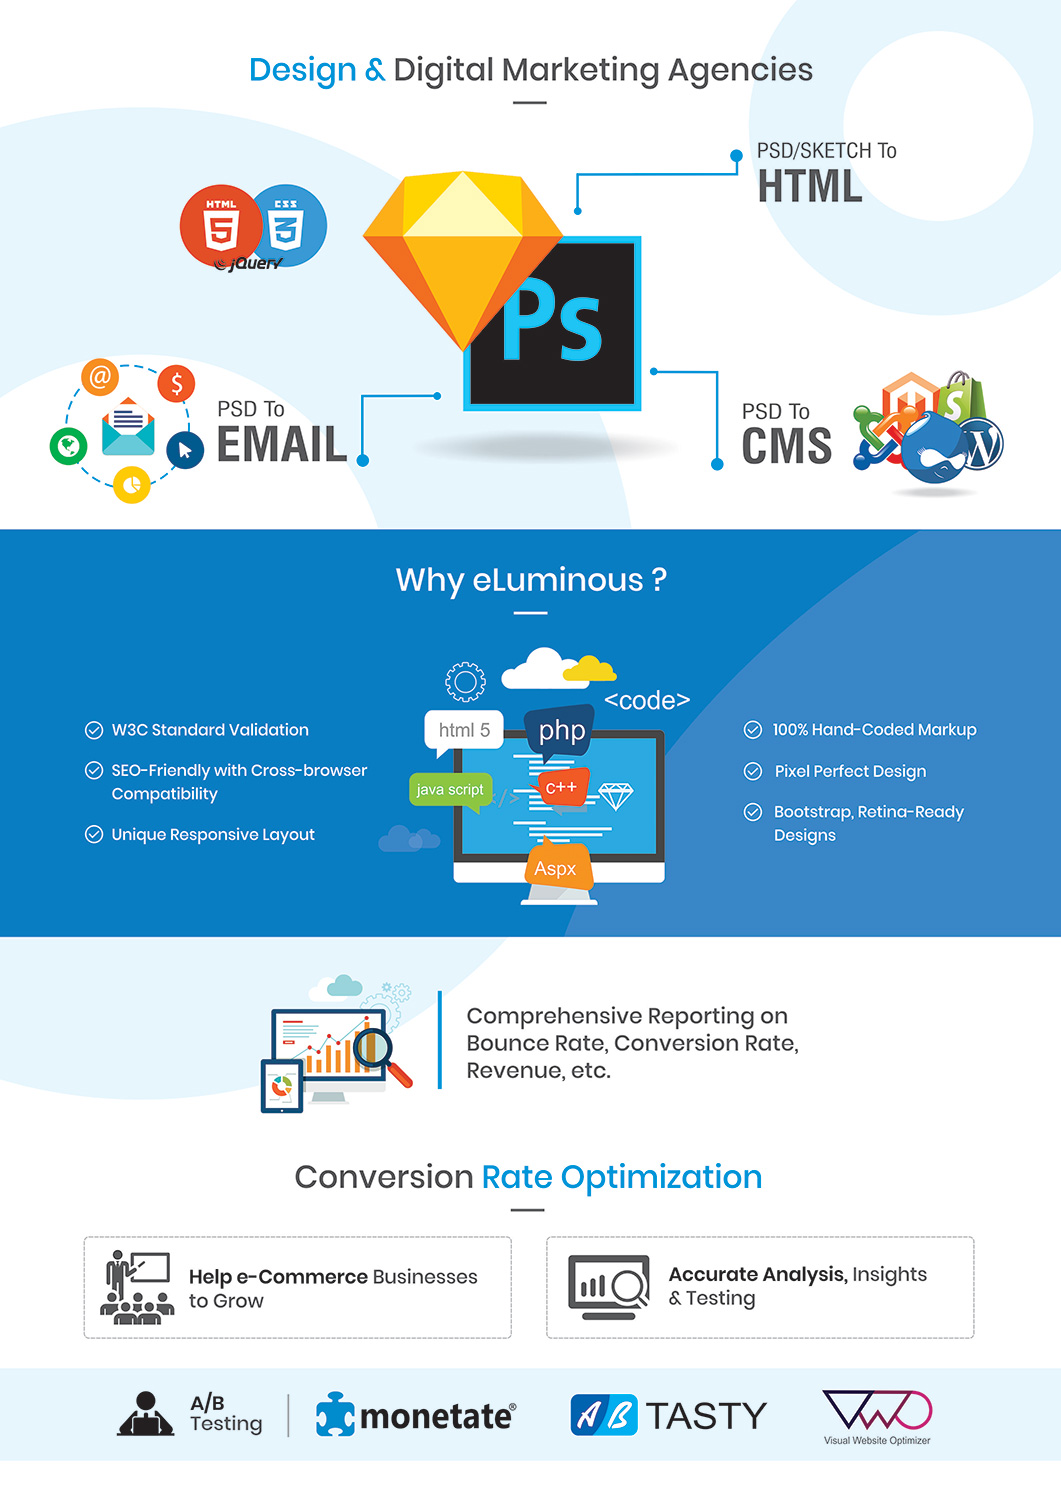 Design & Digital Marketing Agencies
PSD/SKETCH To
HTML
HTML
5
CSS
3
jQuery
Ps
@
$
PSD To
EMAIL
PSD To
CMS
S
W
Why eLuminous ?
<code>
html 5
php
java script
</>
c++
Aspx
W3C Standard Validation
SEO-Friendly with Cross-browser
Compatibility
Unique Responsive Layout
100% Hand-Coded Markup
Pixel Perfect Design
Bootstrap, Retina-Ready
Designs
Comprehensive Reporting on
Bounce Rate, Conversion Rate,
Revenue, etc.
Conversion Rate Optimization
Help e-Commerce Businesses
to Grow
Accurate Analysis, Insights
& Testing
A/B
Testing
monetate®
AB TASTY
VWO
Visual Website Optimizer